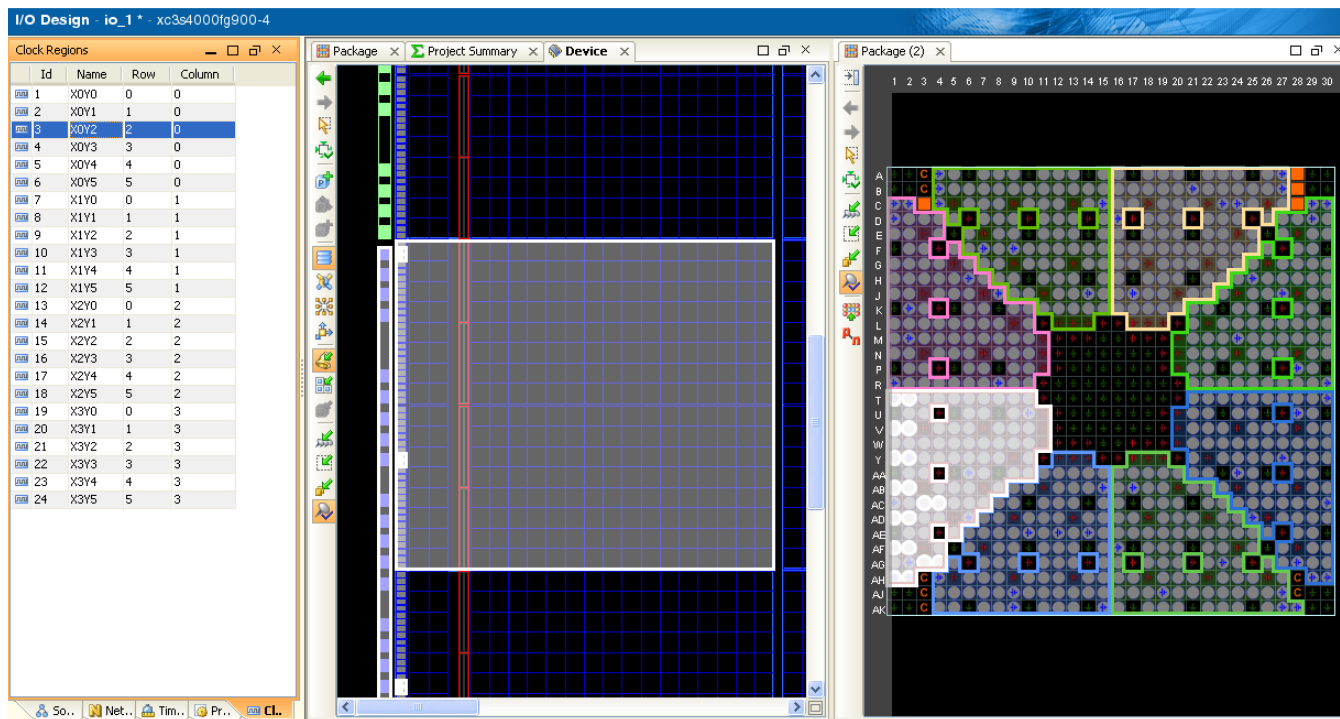 I/O Design - io_1 * - xc3s4000fg900-4
Clock Regions
Id Name Row Column
1 X0Y0 0 0
2 X0Y1 1 0
3 X0Y2 2 0
4 X0Y3 3 0
5 X0Y4 4 0
6 X0Y5 5 0
7 X1Y0 0 1
8 X1Y1 1 1
9 X1Y2 2 1
10 X1Y3 3 1
11 X1Y4 4 1
12 X1Y5 5 1
13 X2Y0 0 2
14 X2Y1 1 2
15 X2Y2 2 2
16 X2Y3 3 2
17 X2Y4 4 2
18 X2Y5 5 2
19 X3Y0 0 3
20 X3Y1 1 3
21 X3Y2 2 3
22 X3Y3 3 3
23 X3Y4 4 3
24 X3Y5 5 3
So.. Net.. Tim.. Pr.. Cl..
Package Project Summary Device
Package (2)
1 2 3 4 5 6 7 8 9 10 11 12 13 14 15 16 17 18 19 20 21 22 23 24 25 26 27 28 29 30
A C
B C
C
D
E
F
G
H
J
K
L
M
N
P
R
T
U
V
W
Y
AA
AB
AC
AD
AE
AF
AG
AH C C
AJ C C
AK C